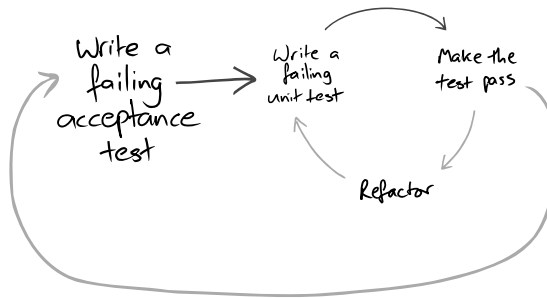 Write a
failing
acceptance
test
Write a
failing
unit test
Make the
test pass
Refactor